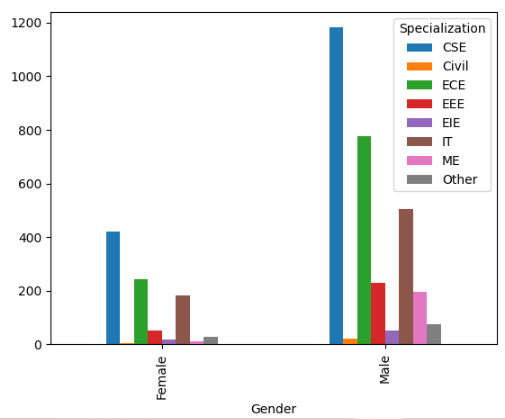 1200
1000
800
600
400
200
0
Specialization
CSE
Civil
ECE
EEE
EIE
IT
ME
Other
Female
Male
Gender